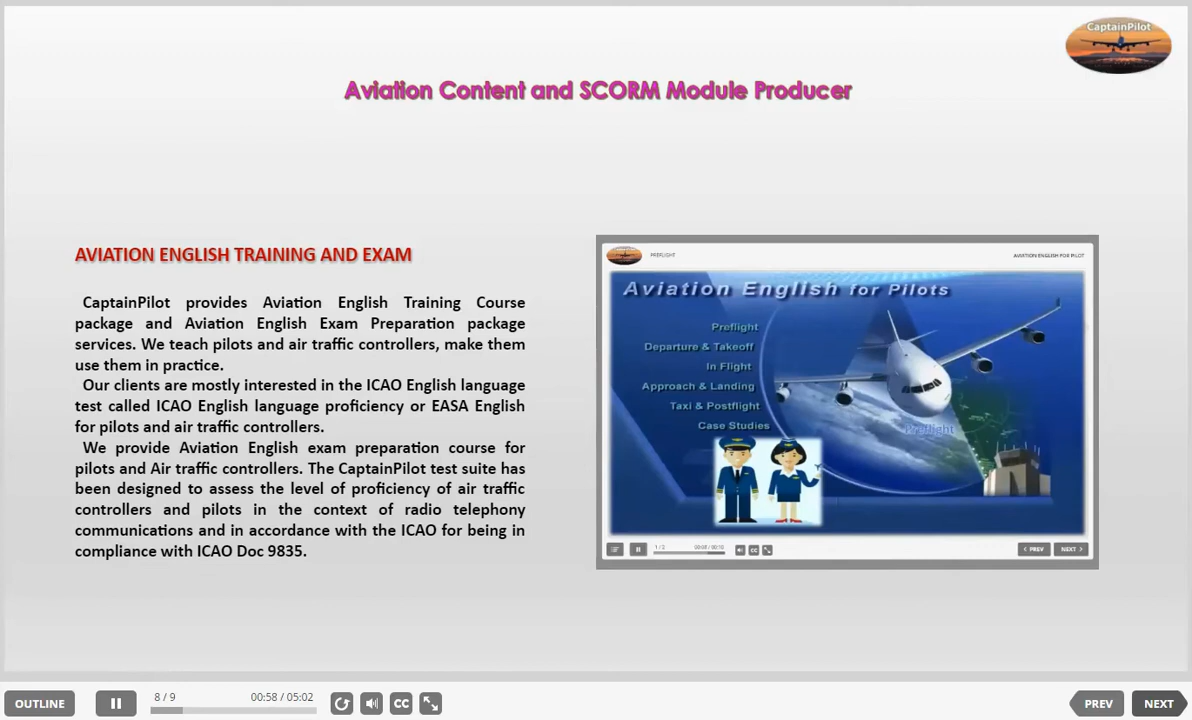 CaptainPilot
Aviation Content and SCORM Module Producer
AVIATION ENGLISH TRAINING AND EXAM
CaptainPilot provides Aviation English Training Course
package and Aviation English Exam Preparation package
services. We teach pilots and air traffic controllers, make them
use them in practice.
Our clients are mostly interested in the ICAO English language
test called ICAO English language proficiency or EASA English
for pilots and air traffic controllers.
We provide Aviation English exam preparation course for
pilots and Air traffic controllers. The CaptainPilot test suite has
been designed to assess the level of proficiency of air traffic
controllers and pilots in the context of radio telephony
communications and in accordance with the ICAO for being in
compliance with ICAO Doc 9835.
PREFLIGHT
AVIATION ENGLISH FOR PILOT
Aviation English for Pilots
Preflight
Departure & Takeoff
In Flight
Approach & Landing
Taxi & Postflight
Case Studies
Preflight
1 / 2
CC
PREV
NEXT
OUTLINE
8 / 9
00:58 / 05:02
CC
PREV
NEXT